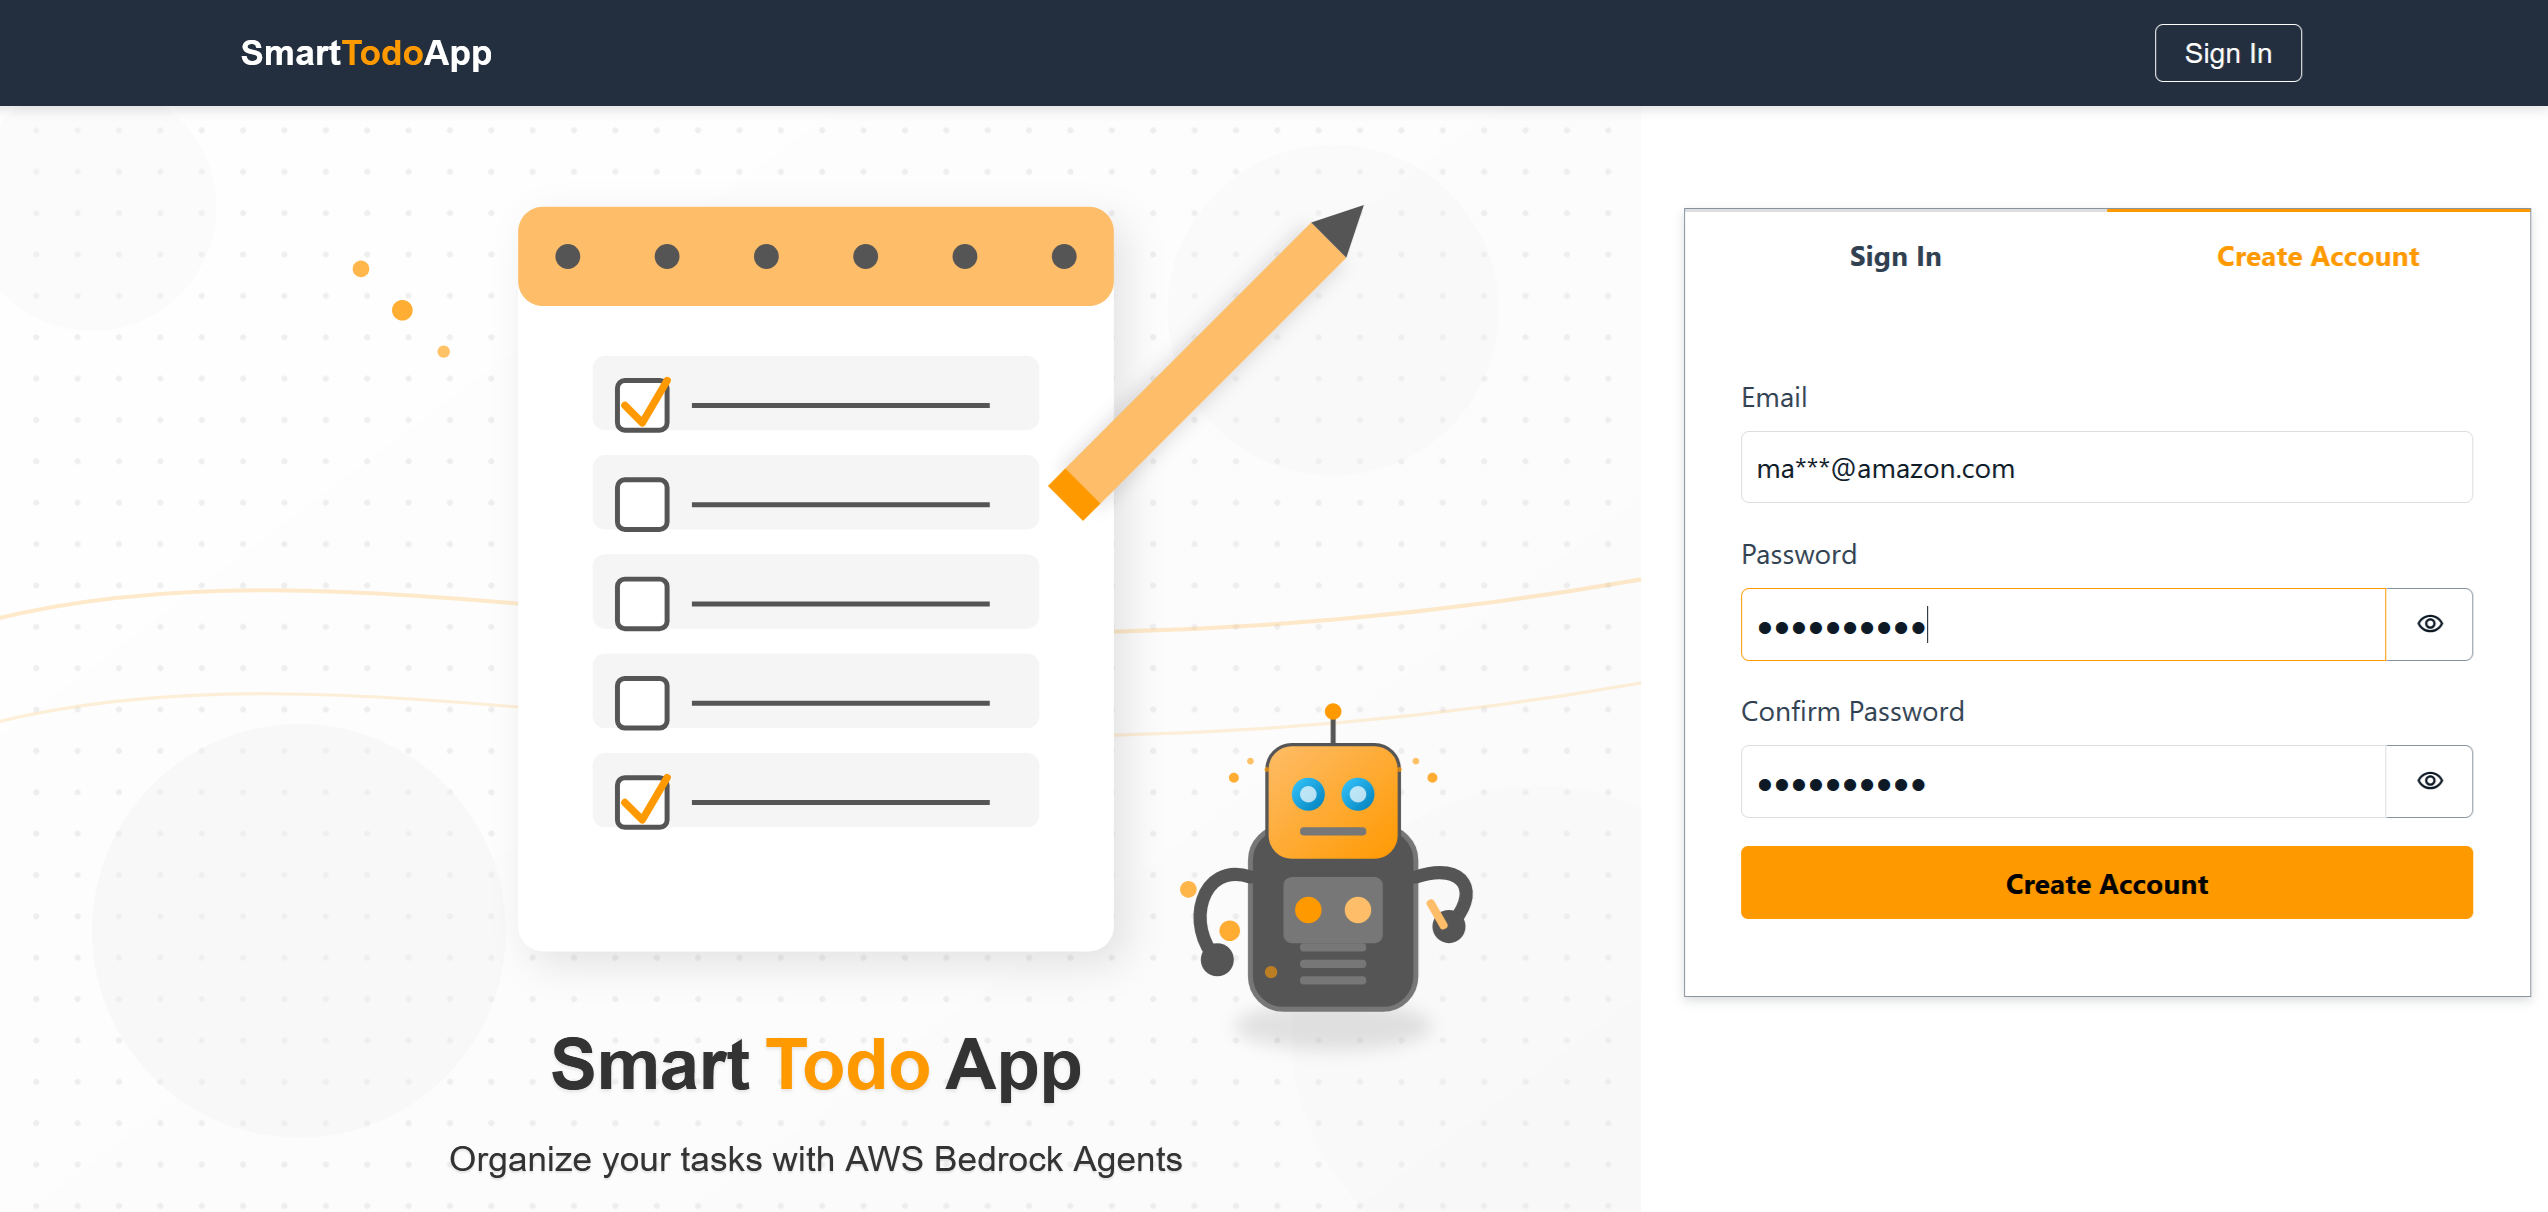 SmartTodoApp
Sign In
Smart Todo App
Organize your tasks with AWS Bedrock Agents
Sign In
Create Account
Email
ma***@amazon.com
Password
●●●●●●●●●●
Confirm Password
●●●●●●●●●●
Create Account